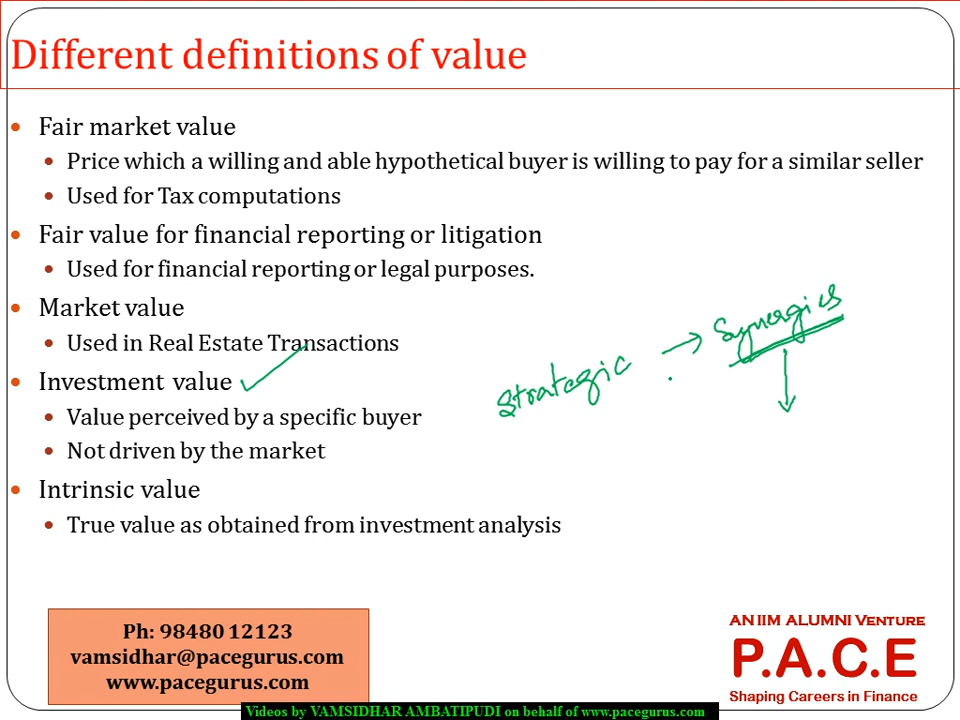 Different definitions of value
Fair market value
Price which a willing and able hypothetical buyer is willing to pay for a similar seller
Used for Tax computations
Fair value for financial reporting or litigation
Used for financial reporting or legal purposes.
Market value
Used in Real Estate Transactions
Investment value
Value perceived by a specific buyer
Not driven by the market
Strategic → Synergies
Intrinsic value
True value as obtained from investment analysis
Ph: 98480 12123
vamsidhar@pacegurus.com
www.pacegurus.com
AN IIM ALUMNI VENTURE
P.A.C.E
Shaping Careers in Finance
Videos by VAMSIDHAR AMBATIPUDI on behalf of www.pacegurus.com